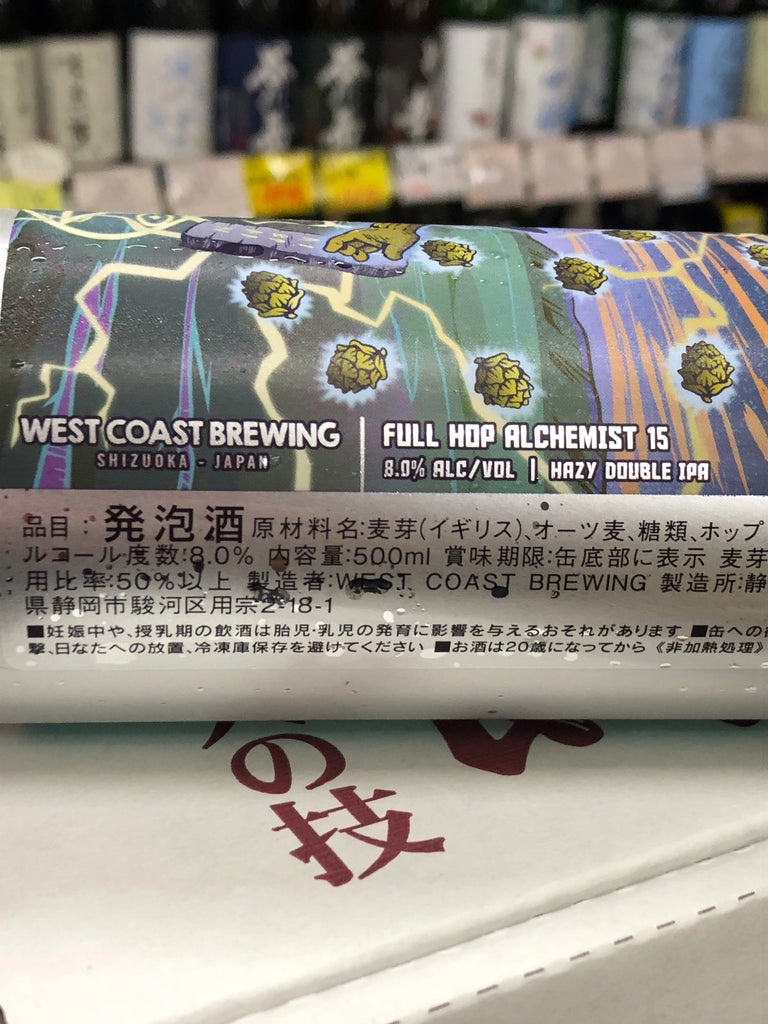 WEST COAST BREWING
SHIZUOKA - JAPAN
FULL HOP ALCHEMIST 15
8.0% ALC/VOL | HAZY DOUBLE IPA
品目：発泡酒 原材料名:麦芽(イギリス)、オーツ麦、糖類、ホップ
ルコール度数:8.0% 内容量:500ml 賞味期限:缶底部に表示 麦芽
用比率:50%以上 製造者:WEST COAST BREWING 製造所:静
県静岡市駿河区用宗2-18-1
■妊娠中や、授乳期の飲酒は胎児・乳児の発育に影響を与えるおそれがあります ■缶への衝
撃、日なたへの放置、冷凍庫保存を避けてください ■お酒は20歳になってから《非加熱処理》
の技